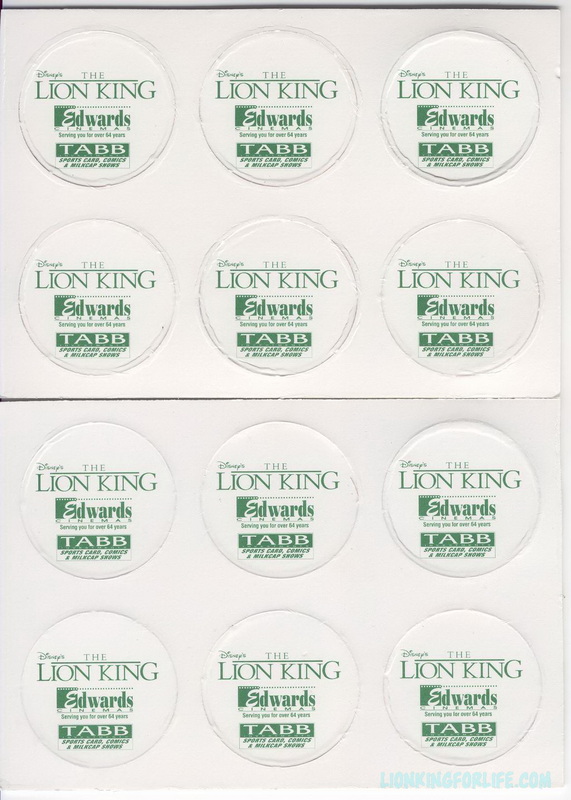 Disney's
THE
LION KING
Edwards
CINEMAS
Serving you for over 64 years
TABB
SPORTS CARD, COMICS
& MILKCAP SHOWS
Disney's
THE
LION KING
Edwards
CINEMAS
Serving you for over 64 years
TABB
SPORTS CARD, COMICS
& MILKCAP SHOWS
Disney's
THE
LION KING
Edwards
CINEMAS
Serving you for over 64 years
TABB
SPORTS CARD, COMICS
& MILKCAP SHOWS
Disney's
THE
LION KING
Edwards
CINEMAS
Serving you for over 64 years
TABB
SPORTS CARD, COMICS
& MILKCAP SHOWS
Disney's
THE
LION KING
Edwards
CINEMAS
Serving you for over 64 years
TABB
SPORTS CARD, COMICS
& MILKCAP SHOWS
Disney's
THE
LION KING
Edwards
CINEMAS
Serving you for over 64 years
TABB
SPORTS CARD, COMICS
& MILKCAP SHOWS
Disney's
THE
LION KING
Edwards
CINEMAS
Serving you for over 64 years
TABB
SPORTS CARD, COMICS
& MILKCAP SHOWS
Disney's
THE
LION KING
Edwards
CINEMAS
Serving you for over 64 years
TABB
SPORTS CARD, COMICS
& MILKCAP SHOWS
Disney's
THE
LION KING
Edwards
CINEMAS
Serving you for over 64 years
TABB
SPORTS CARD, COMICS
& MILKCAP SHOWS
Disney's
THE
LION KING
Edwards
CINEMAS
Serving you for over 64 years
TABB
SPORTS CARD, COMICS
& MILKCAP SHOWS
Disney's
THE
LION KING
Edwards
CINEMAS
Serving you for over 64 years
TABB
SPORTS CARD, COMICS
& MILKCAP SHOWS
Disney's
THE
LION KING
Edwards
CINEMAS
Serving you for over 64 years
TABB
SPORTS CARD, COMICS
& MILKCAP SHOWS
LIONKINGFORLIFE.COM